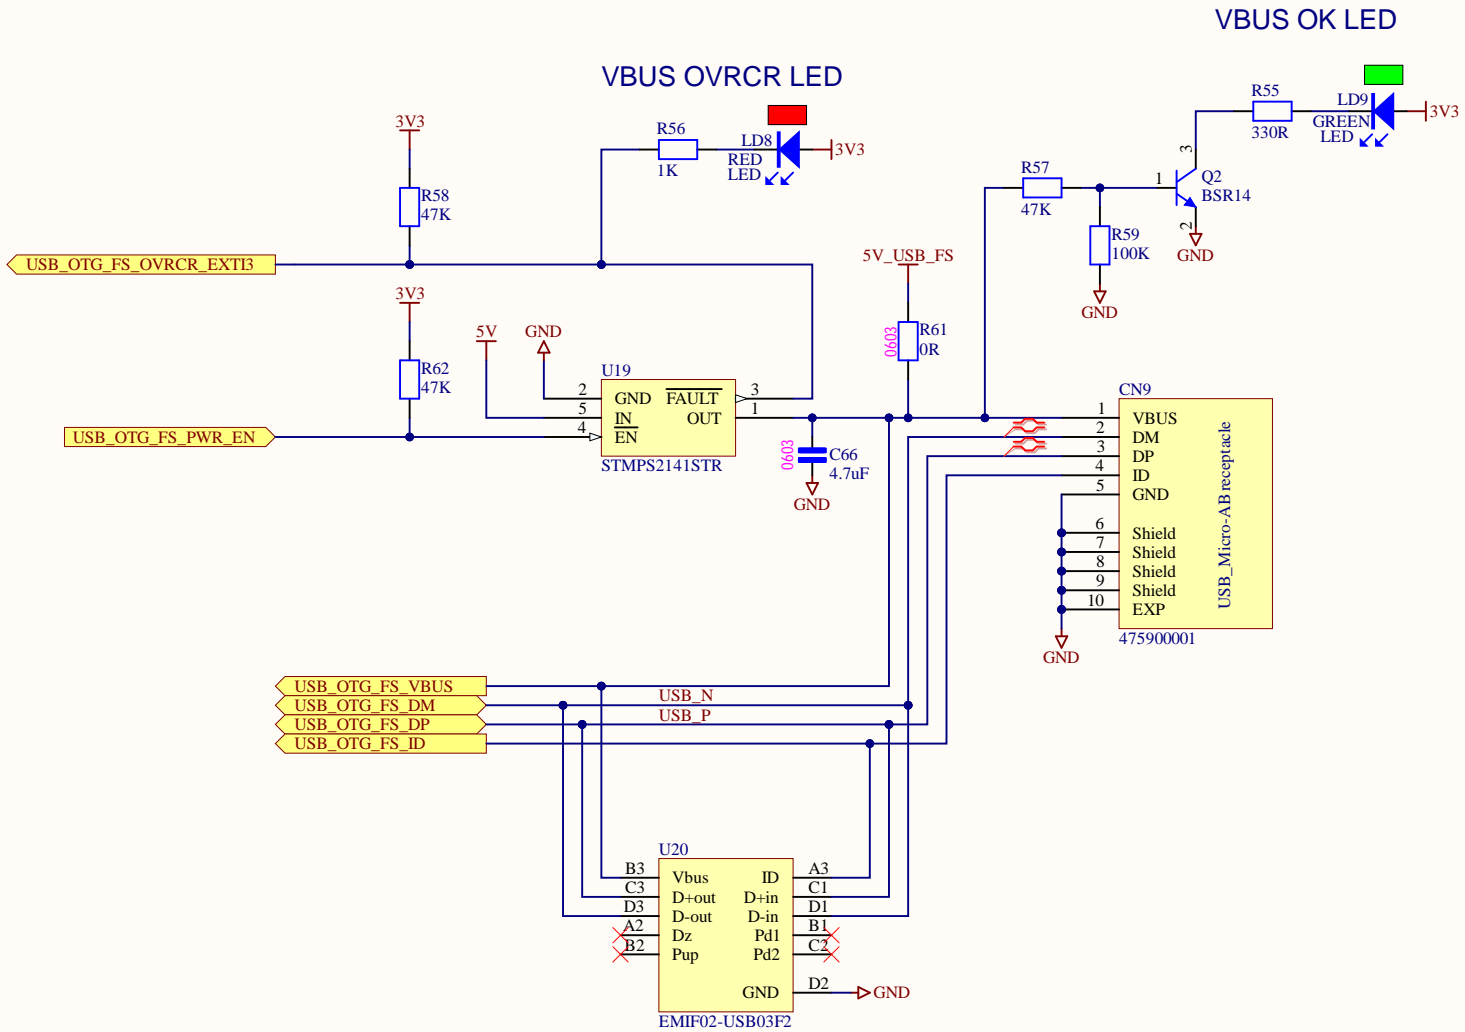 VBUS OK LED
VBUS OVRCR LED
R55
330R
LD9
GREEN
LED
3V3
3V3
R56
1K
LD8
RED
LED
3V3
R58
47K
R57
47K
1
3
2
Q2
BSR14
GND
R59
100K
GND
USB_OTG_FS_OVRCR_EXTI3
5V_USB_FS
3V3
5V
GND
0603
R61
0R
R62
47K
U19
2
GND
FAULT
3
5
IN
OUT
1
4
EN
STMPS2141STR
USB_OTG_FS_PWR_EN
0603
C66
4.7uF
GND
CN9
1
VBUS
2
DM
3
DP
4
ID
5
GND
6
Shield
7
Shield
8
Shield
9
Shield
10
EXP
USB_Micro-AB receptacle
475900001
GND
USB_OTG_FS_VBUS
USB_OTG_FS_DM
USB_N
USB_OTG_FS_DP
USB_P
USB_OTG_FS_ID
U20
B3
Vbus
ID
A3
C3
D+out
D+in
C1
D3
D-out
D-in
D1
A2
Dz
Pd1
B1
B2
Pup
Pd2
C2
GND
D2
GND
EMIF02-USB03F2